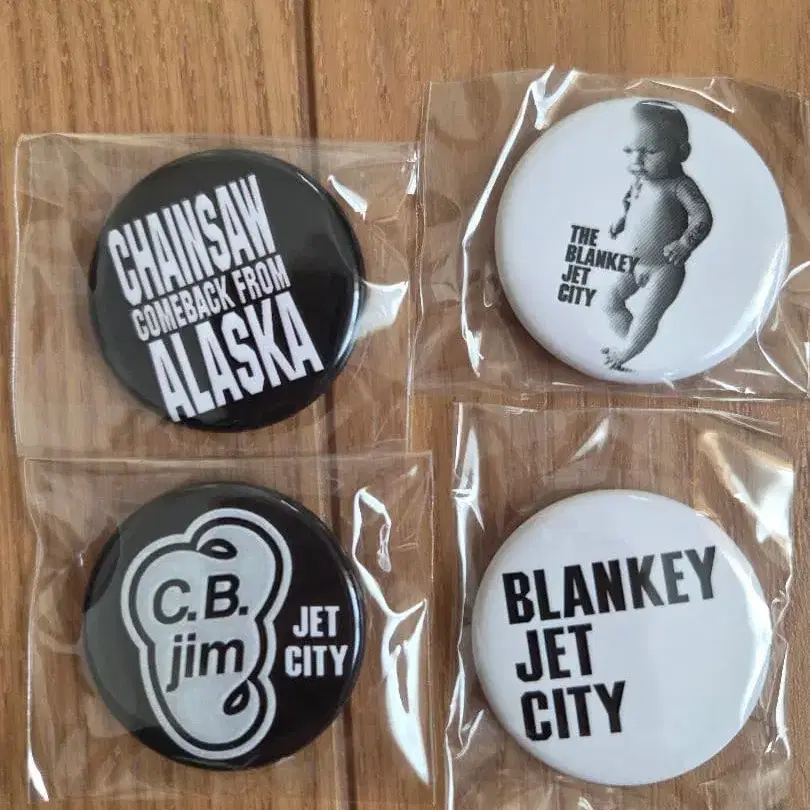 CHAINSAW
COMEBACK FROM
ALASKA
THE
BLANKEY
JET
CITY
C.B.
jim
JET
CITY
BLANKEY
JET
CITY